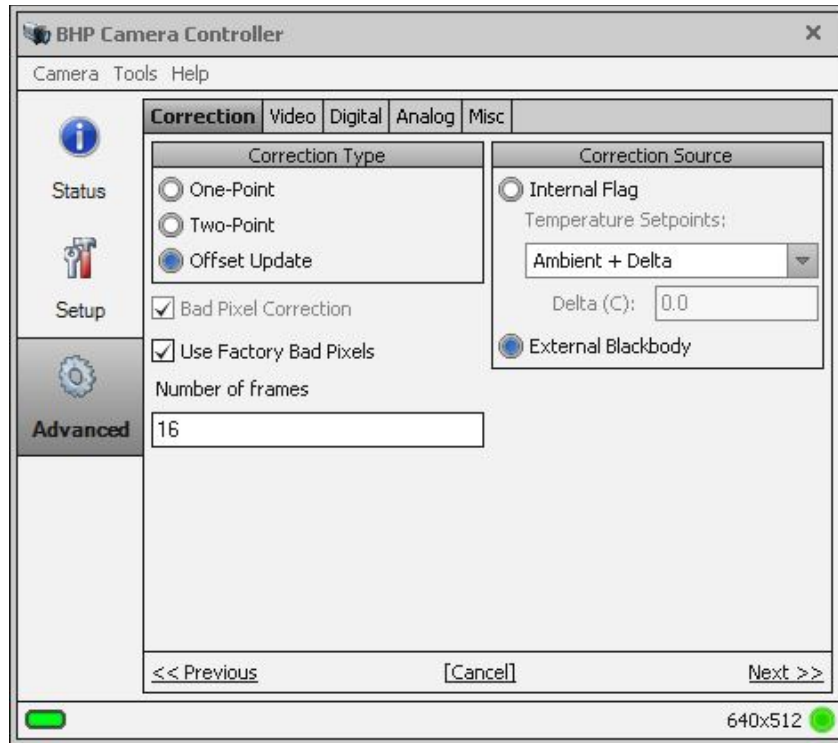 BHP Camera Controller
Camera Tools Help
Status
Setup
Advanced
Correction Video Digital Analog Misc
Correction Type
One-Point
Two-Point
Offset Update
Bad Pixel Correction
Use Factory Bad Pixels
Number of frames
16
Correction Source
Internal Flag
Temperature Setpoints:
Ambient + Delta
Delta (C): 0.0
External Blackbody
<< Previous [Cancel] Next >>
640x512